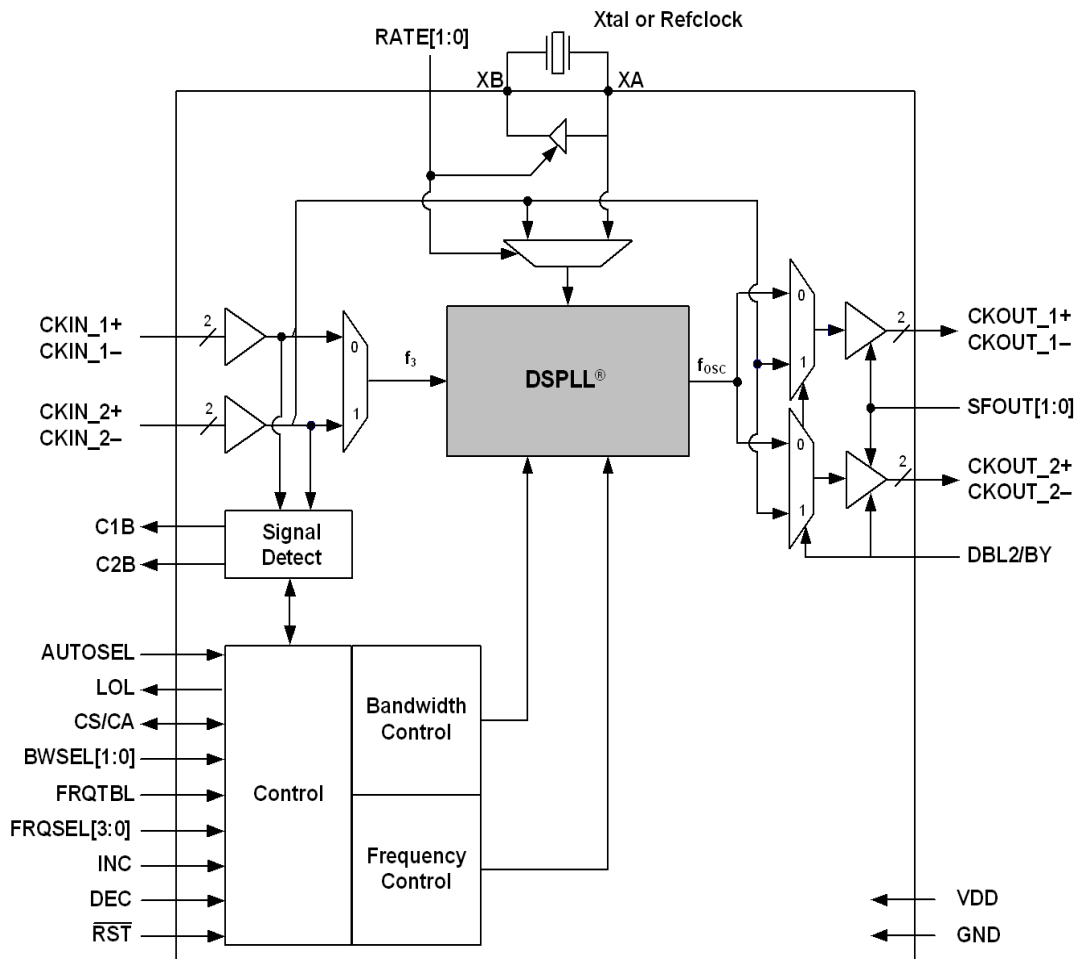 Xtal or Refclock
RATE[1:0]
XB
XA
CKIN_1+
CKIN_1–
2
0
f3
DSPLL®
fOSC
0
1
2
CKOUT_1+
CKOUT_1–
CKIN_2+
CKIN_2–
2
1
SFOUT[1:0]
0
1
2
CKOUT_2+
CKOUT_2–
C1B
C2B
Signal
Detect
DBL2/BY
AUTOSEL
LOL
CS/CA
BWSEL[1:0]
FRQTBL
FRQSEL[3:0]
INC
DEC
RST
Control
Bandwidth
Control
Frequency
Control
VDD
GND